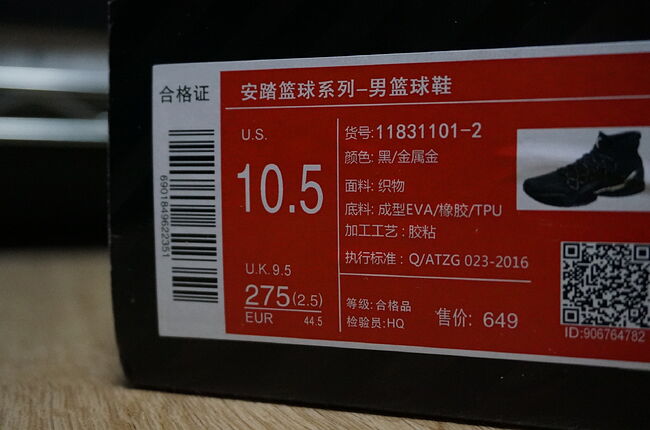 合格证
6901849622351
安踏篮球系列-男篮球鞋
U.S.
10.5
U.K. 9.5
275(2.5)
EUR 44.5
货号:11831101-2
颜色: 黑/金属金
面料: 织物
底料: 成型EVA/橡胶/TPU
加工工艺: 胶粘
执行标准: Q/ATZG 023-2016
等级: 合格品
检验员:HQ
售价: 649
ID:906764782